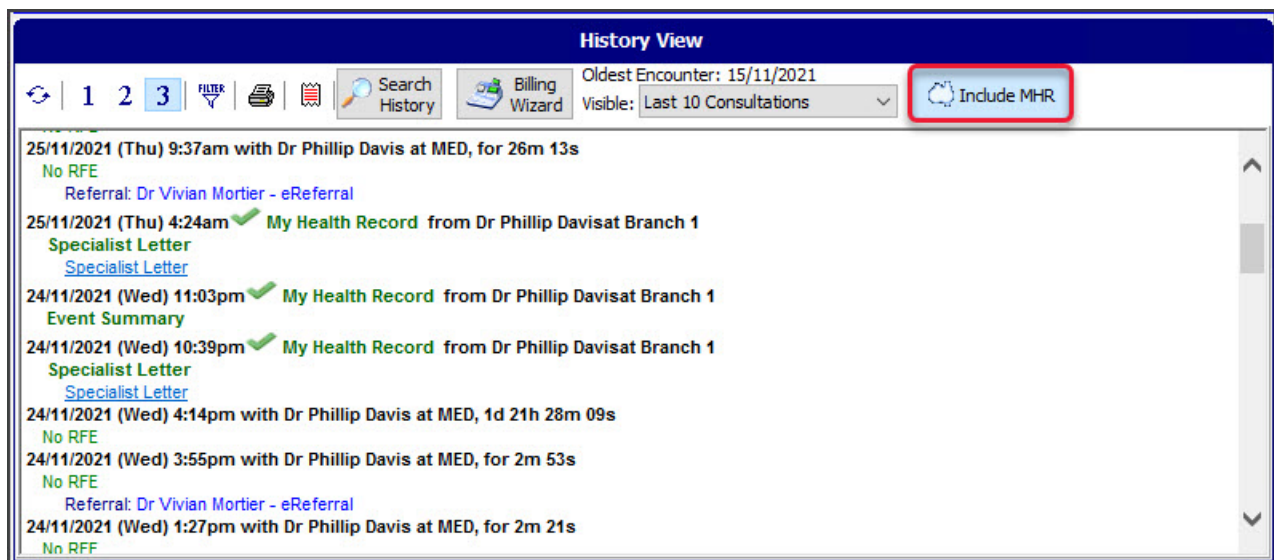 History View
1 2 3 FILTER Search History Billing Wizard Oldest Encounter: 15/11/2021
Visible: Last 10 Consultations Include MHR
No RFE
25/11/2021 (Thu) 9:37am with Dr Phillip Davis at MED, for 26m 13s
No RFE
Referral: Dr Vivian Mortier - eReferral
25/11/2021 (Thu) 4:24am My Health Record from Dr Phillip Davisat Branch 1
Specialist Letter
Specialist Letter
24/11/2021 (Wed) 11:03pm My Health Record from Dr Phillip Davisat Branch 1
Event Summary
24/11/2021 (Wed) 10:39pm My Health Record from Dr Phillip Davisat Branch 1
Specialist Letter
Specialist Letter
24/11/2021 (Wed) 4:14pm with Dr Phillip Davis at MED, 1d 21h 28m 09s
No RFE
24/11/2021 (Wed) 3:55pm with Dr Phillip Davis at MED, for 2m 53s
No RFE
Referral: Dr Vivian Mortier - eReferral
24/11/2021 (Wed) 1:27pm with Dr Phillip Davis at MED, for 2m 21s
No RFE